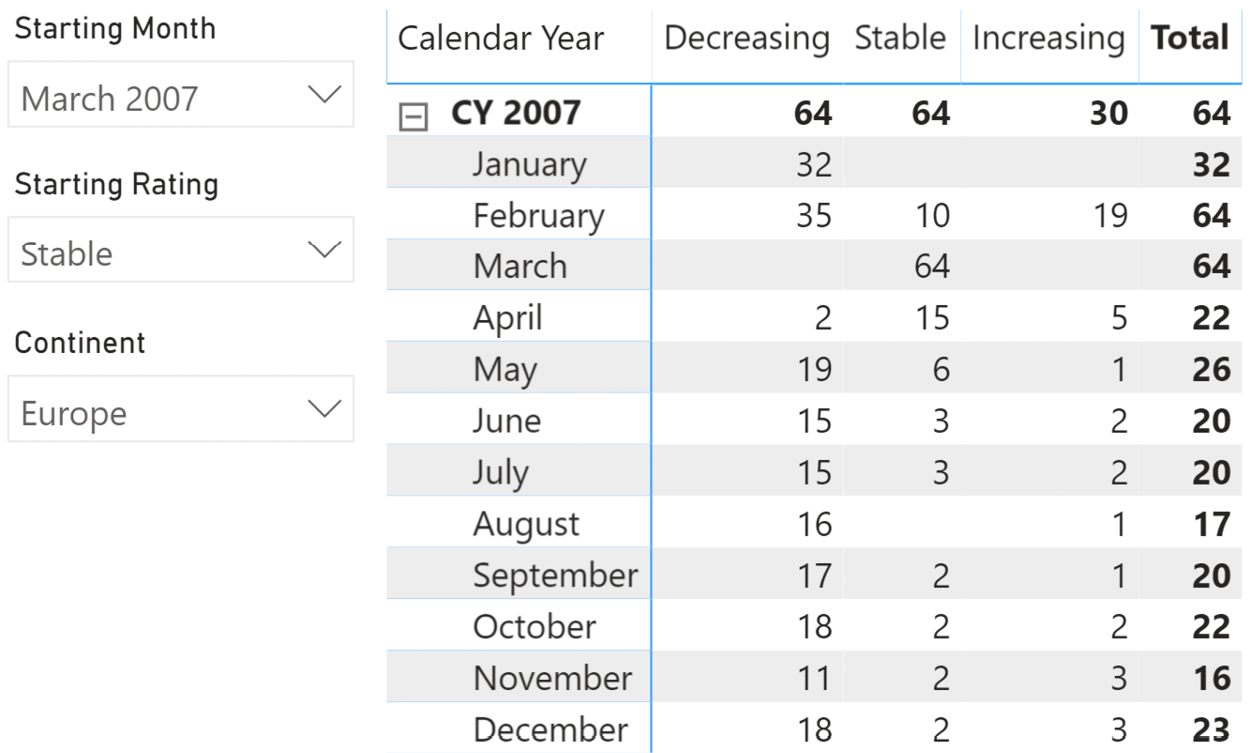 Starting Month
March 2007
Starting Rating
Stable
Continent
Europe
Calendar Year Decreasing Stable Increasing Total
CY 2007 64 64 30 64
January 32 32
February 35 10 19 64
March 64 64
April 2 15 5 22
May 19 6 1 26
June 15 3 2 20
July 15 3 2 20
August 16 1 17
September 17 2 1 20
October 18 2 2 22
November 11 2 3 16
December 18 2 3 23